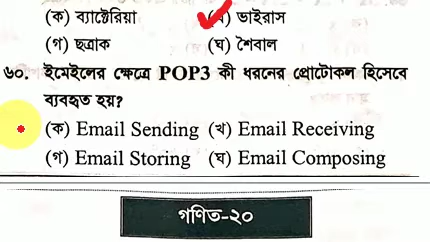 (ক) ব্যাক্টেরিয়া (খ) ভাইরাস
(গ) ছত্রাক (ঘ) শৈবাল
৬০. ইমেইলের ক্ষেত্রে POP3 কী ধরনের প্রোটোকল হিসেবে
ব্যবহৃত হয়?
(ক) Email Sending (খ) Email Receiving
(গ) Email Storing (ঘ) Email Composing
গণিত-২০